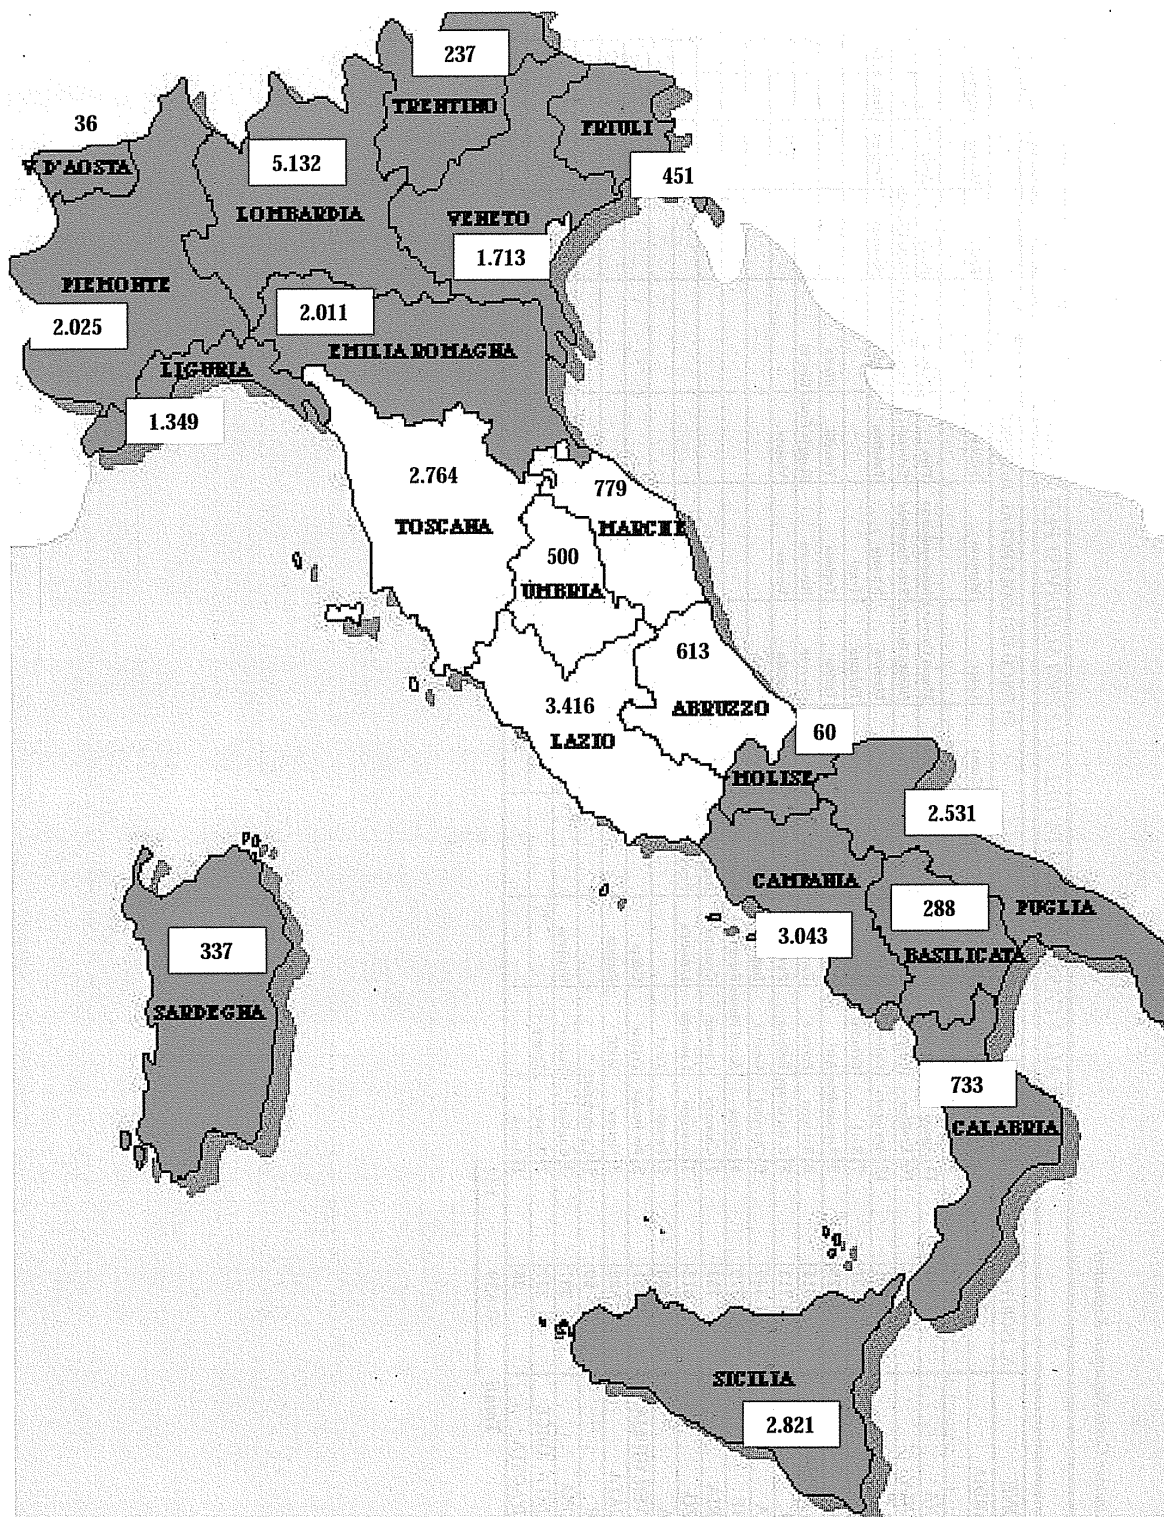 237
TRENTINO
36
FRIULI
V. D'AOSTA
5.132
451
LOMBARDIA
VENETO
1.713
PIEMONTE
2.025
2.011
EMILIA ROMAGNA
LIGURIA
1.349
2.764
TOSCANA
779
MARCHE
500
UMBRIA
613
ABRUZZO
3.416
LAZIO
60
MOLISE
2.531
CAMPANIA
288
PUGLIA
3.043
BASILICATA
337
SARDEGNA
733
CALABRIA
SICILIA
2.821